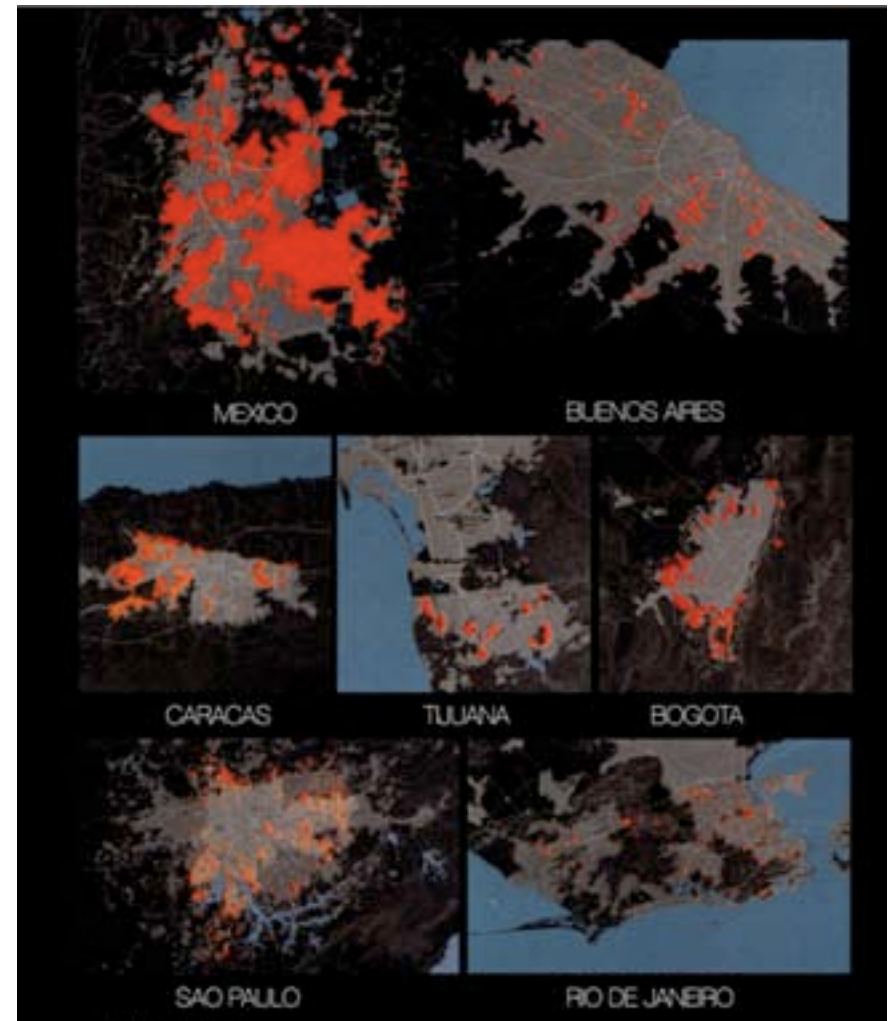 MEXICO
BUENOS AIRES
CARACAS
TIJUANA
BOGOTA
SAO PAULO
RIO DE JANEIRO